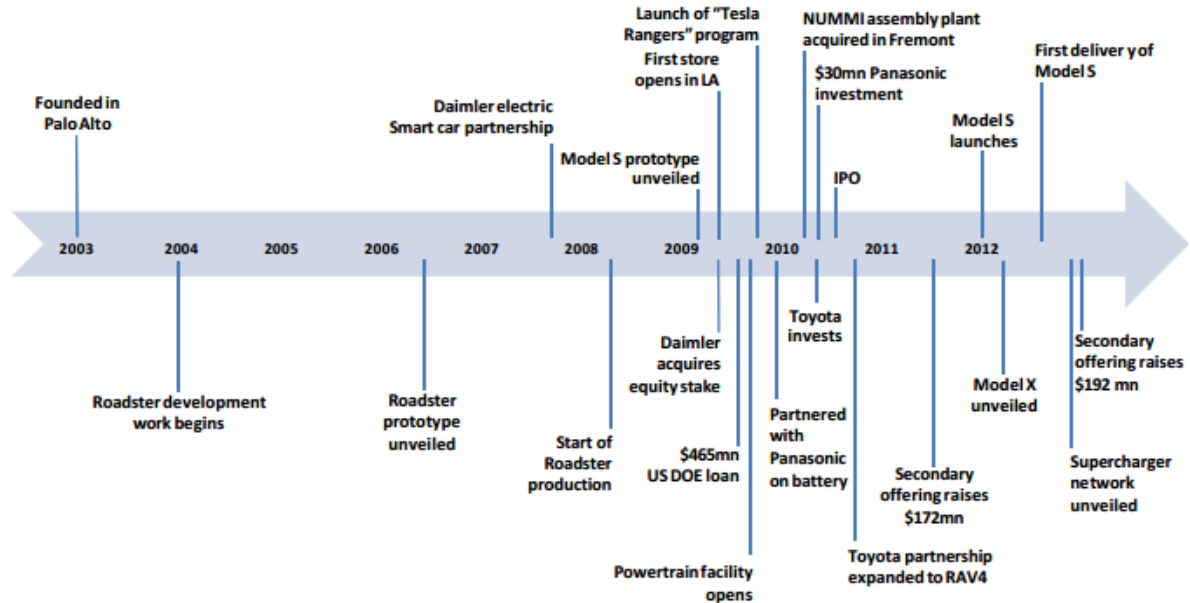 Launch of "Tesla
Rangers" program
NUMMI assembly plant
acquired in Fremont
First delivery of
Model S
First store
opens in LA
$30mn Panasonic
investment
Founded in
Palo Alto
Daimler electric
Smart car partnership
Model S
launches
Model S prototype
unveiled
IPO
2003 2004 2005 2006 2007 2008 2009 2010 2011 2012
Toyota
invests
Daimler
acquires
equity stake
Secondary
offering raises
$192 mn
Roadster development
work begins
Roadster
prototype
unveiled
Model X
unveiled
Start of
Roadster
production
$465mn
US DOE loan
Partnered
with
Panasonic
on battery
Secondary
offering raises
$172mn
Supercharger
network
unveiled
Powertrain facility
opens
Toyota partnership
expanded to RAV4